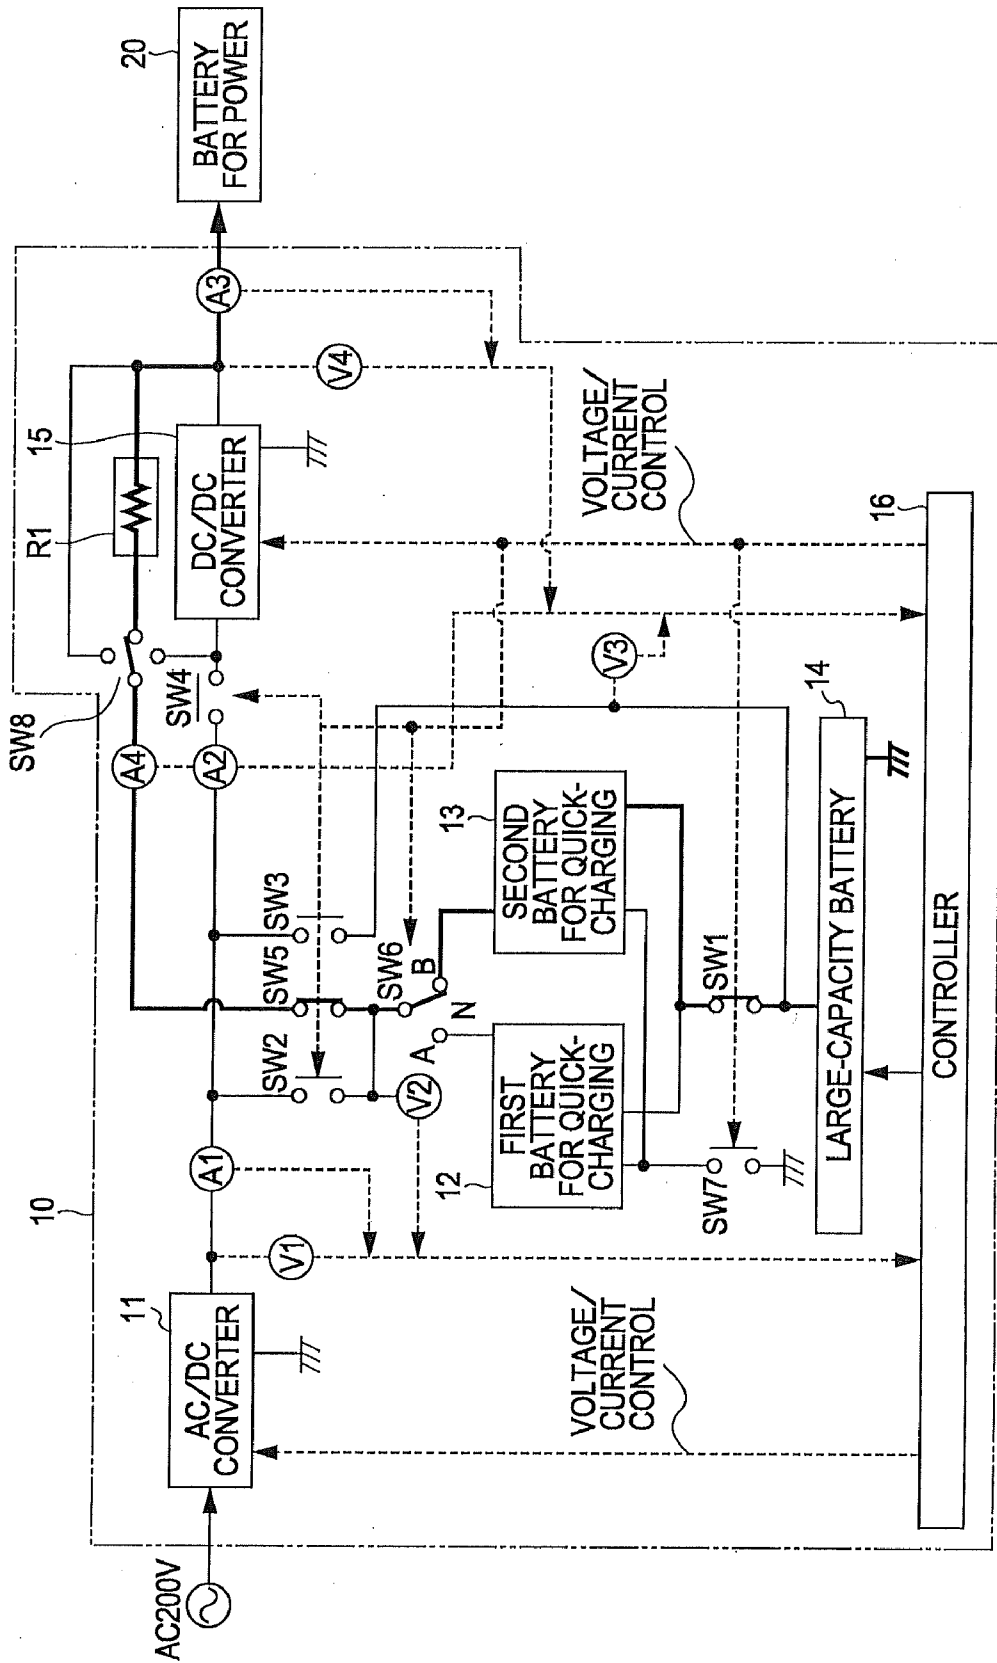 10
AC200V
11
AC/DC
CONVERTER
V1
A1
SW2
SW5
SW3
V2
SW6
A
N
B
A4
A2
SW8
SW4
R1
15
DC/DC
CONVERTER
V4
A3
20
BATTERY
FOR POWER
12
FIRST
BATTERY
FOR QUICK-
CHARGING
13
SECOND
BATTERY
FOR QUICK-
CHARGING
V3
SW7
SW1
VOLTAGE/
CURRENT
CONTROL
VOLTAGE/
CURRENT
CONTROL
14
LARGE-CAPACITY BATTERY
16
CONTROLLER